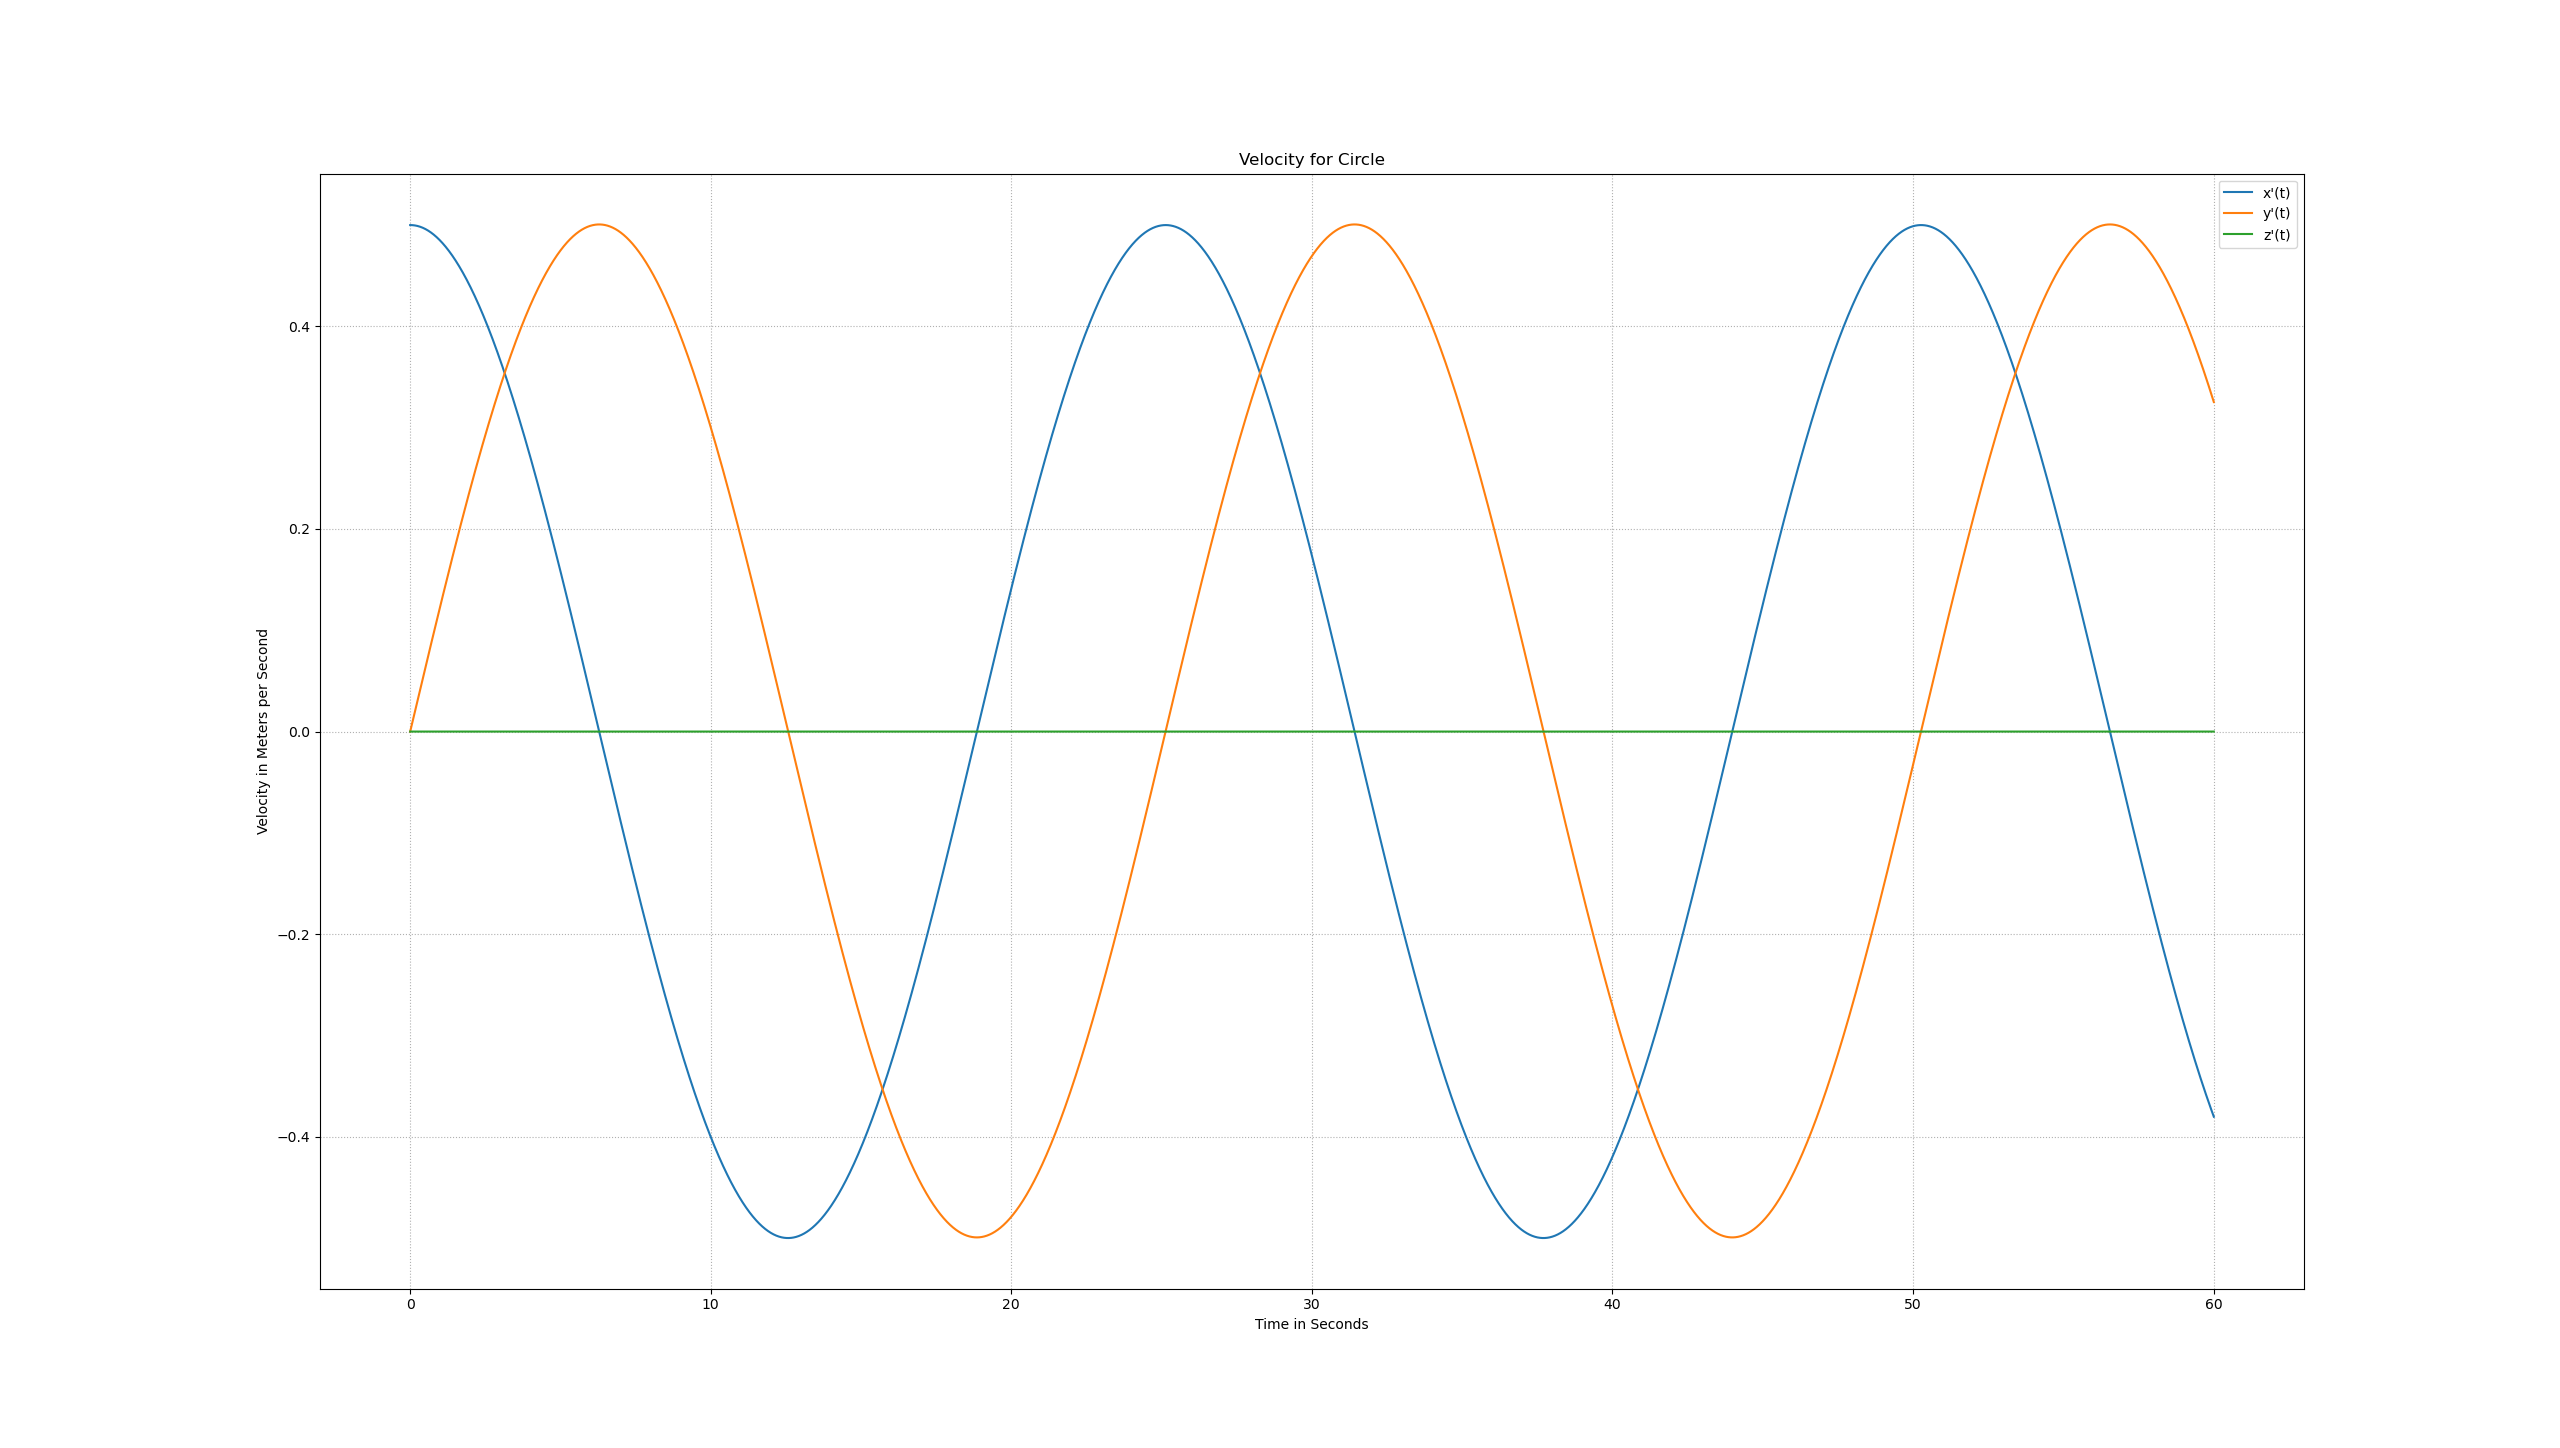 Velocity for Circle
x'(t)
y'(t)
z'(t)
0.4
0.2
0.0
−0.2
−0.4
Velocity in Meters per Second
0 10 20 30 40 50 60
Time in Seconds